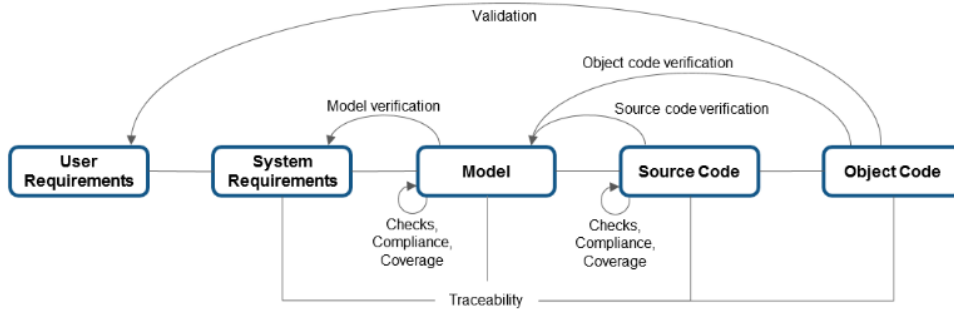 Validation
Object code verification
Model verification
Source code verification
User
Requirements
System
Requirements
Model
Source Code
Object Code
Checks,
Compliance,
Coverage
Checks,
Compliance,
Coverage
Traceability